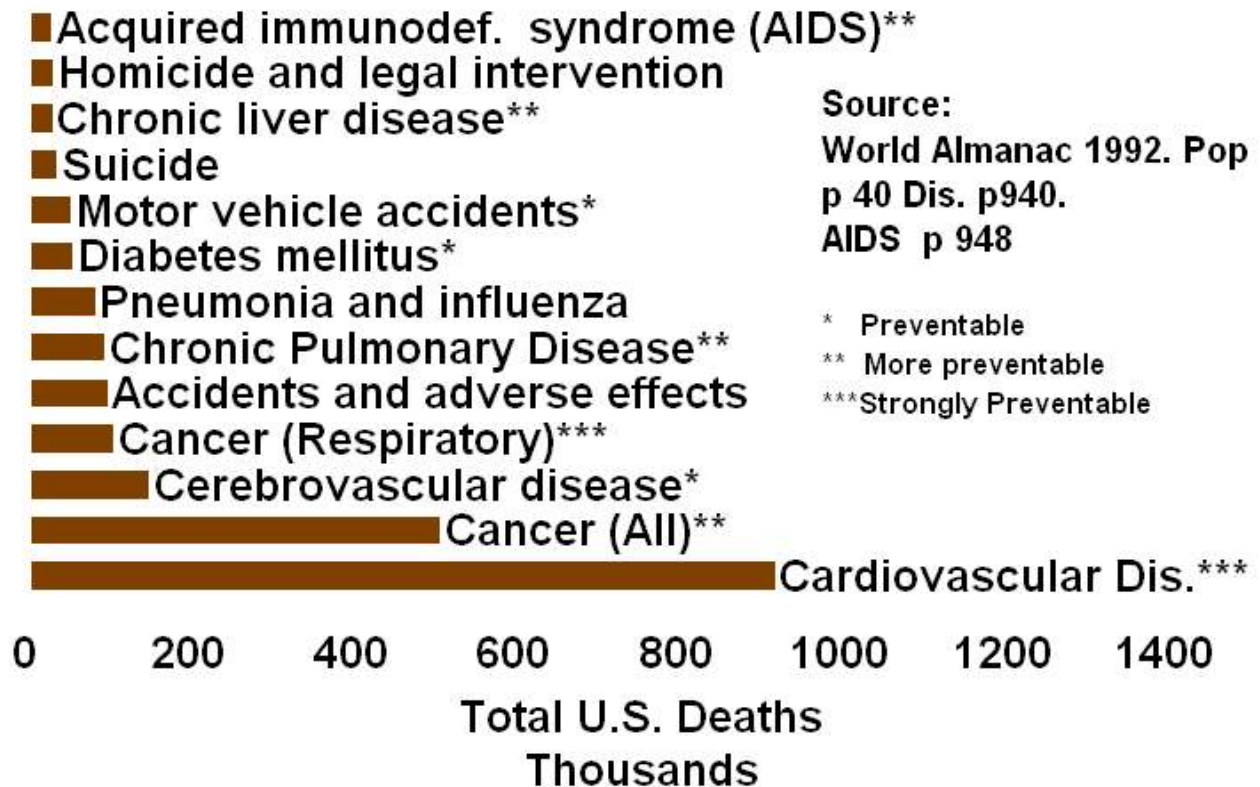 Acquired immunodef. syndrome (AIDS)**
Homicide and legal intervention
Chronic liver disease**
Suicide
Motor vehicle accidents*
Diabetes mellitus*
Pneumonia and influenza
Chronic Pulmonary Disease**
Accidents and adverse effects
Cancer (Respiratory)***
Cerebrovascular disease*
Cancer (All)**
Cardiovascular Dis.***
Source:
World Almanac 1992. Pop
p 40 Dis. p940.
AIDS p 948
* Preventable
** More preventable
***Strongly Preventable
0 200 400 600 800 1000 1200 1400
Total U.S. Deaths
Thousands